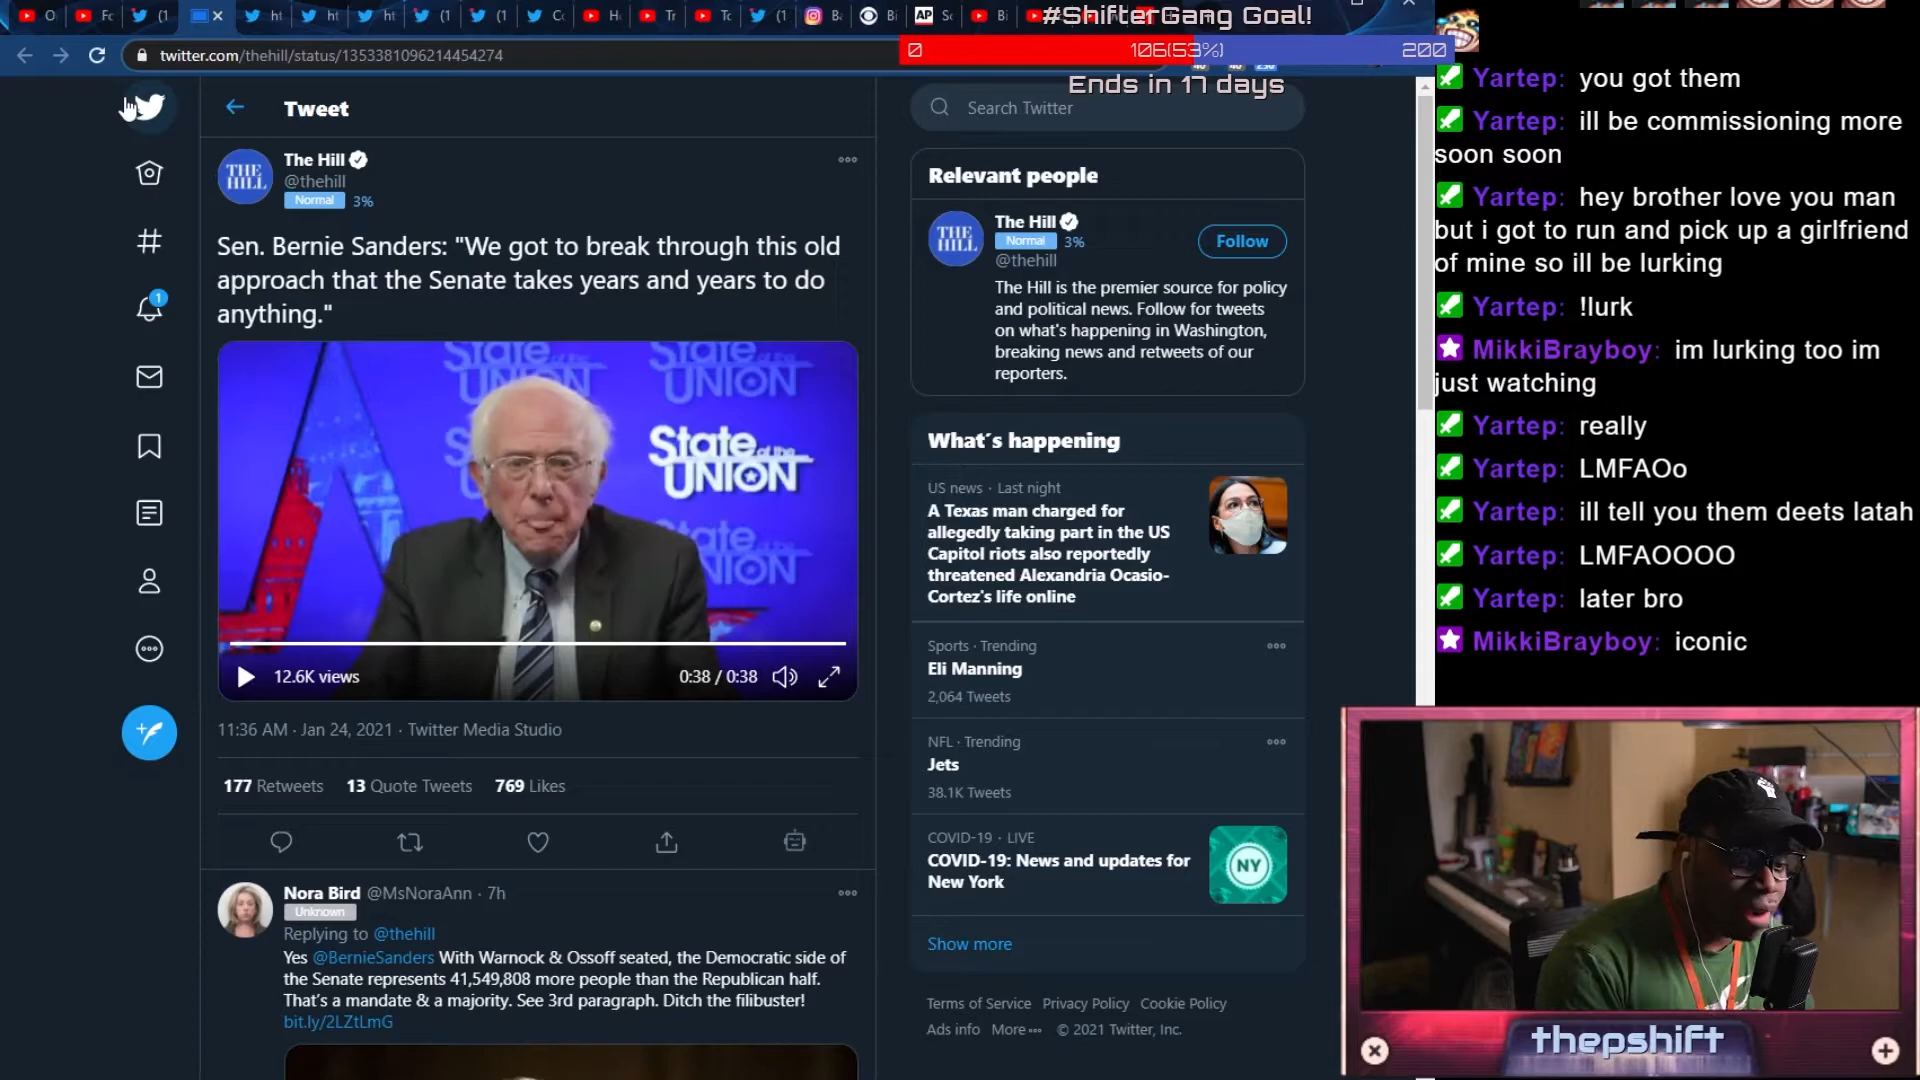 #ShifterGang Goal!
0 106(53%) 200
Ends in 17 days
twitter.com/thehill/status/1353381096214454274
Tweet
The Hill
@thehill
Normal 3%
Sen. Bernie Sanders: "We got to break through this old
approach that the Senate takes years and years to do
anything."
State of the
UNION
12.6K views
0:38 / 0:38
11:36 AM · Jan 24, 2021 · Twitter Media Studio
177 Retweets 13 Quote Tweets 769 Likes
Nora Bird @MsNoraAnn · 7h
Unknown
Replying to @thehill
Yes @BernieSanders With Warnock & Ossoff seated, the Democratic side of
the Senate represents 41,549,808 more people than the Republican half.
That's a mandate & a majority. See 3rd paragraph. Ditch the filibuster!
bit.ly/2LZtLmG
Search Twitter
Relevant people
THE
HILL
The Hill
Normal 3%
@thehill
Follow
The Hill is the premier source for policy
and political news. Follow for tweets
on what's happening in Washington,
breaking news and retweets of our
reporters.
What's happening
US news · Last night
A Texas man charged for
allegedly taking part in the US
Capitol riots also reportedly
threatened Alexandria Ocasio-
Cortez's life online
Sports · Trending
Eli Manning
2,064 Tweets
NFL · Trending
Jets
38.1K Tweets
COVID-19 · LIVE
COVID-19: News and updates for
New York
NY
Show more
Terms of Service Privacy Policy Cookie Policy
Ads info More © 2021 Twitter, Inc.
Yartep: you got them
Yartep: ill be commissioning more
soon soon
Yartep: hey brother love you man
but i got to run and pick up a girlfriend
of mine so ill be lurking
Yartep: !lurk
MikkiBrayboy: im lurking too im
just watching
Yartep: really
Yartep: LMFAOo
Yartep: ill tell you them deets latah
Yartep: LMFAOOOO
Yartep: later bro
MikkiBrayboy: iconic
thepshift